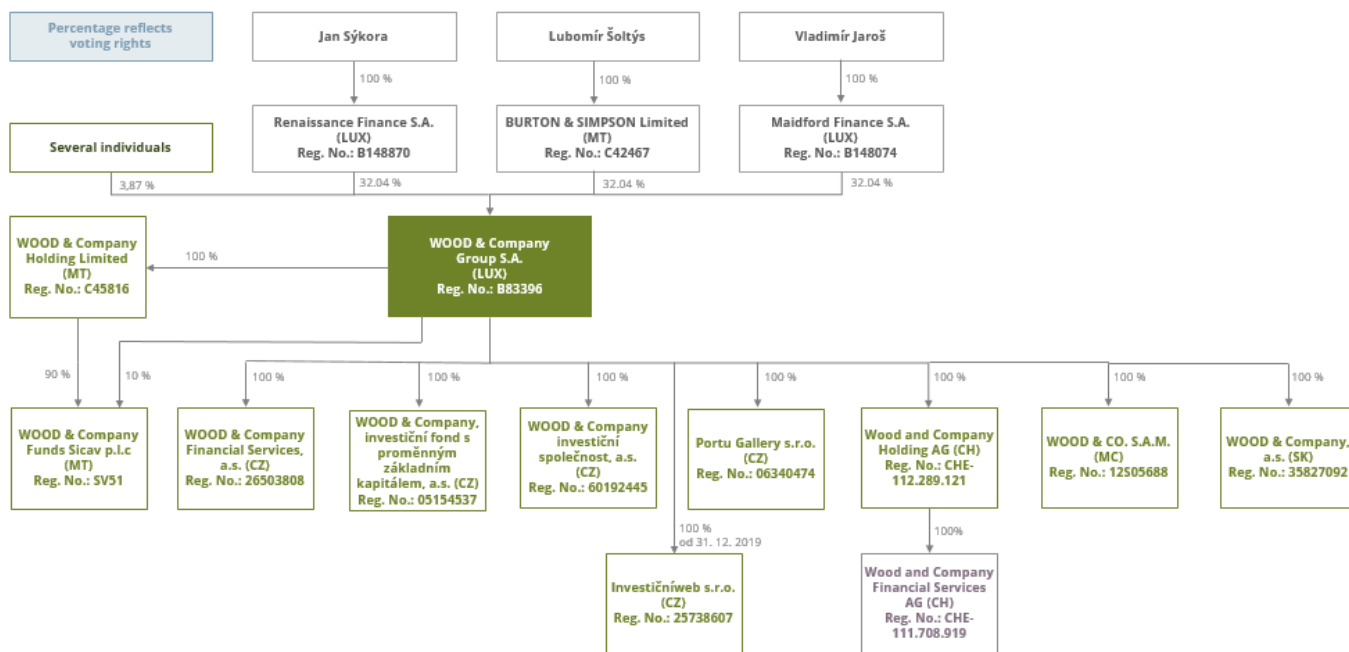 Percentage reflects
voting rights
Jan Sýkora
Lubomír Šoltýs
Vladimír Jaroš
100 %
100 %
100 %
Several individuals
Renaissance Finance S.A.
(LUX)
Reg. No.: B148870
BURTON & SIMPSON Limited
(MT)
Reg. No.: C42467
Maidford Finance S.A.
(LUX)
Reg. No.: B148074
3,87 %
32.04 %
32.04 %
32.04 %
WOOD & Company
Holding Limited
(MT)
Reg. No.: C45816
100 %
WOOD & Company
Group S.A.
(LUX)
Reg. No.: B83396
90 %
10 %
100 %
100 %
100 %
100 %
100 %
100 %
100 %
WOOD & Company
Funds Sicav p.l.c
(MT)
Reg. No.: SV51
WOOD & Company
Financial Services,
a.s. (CZ)
Reg. No.: 26503808
WOOD & Company,
investiční fond s
proměnným
základním
kapitálem, a.s. (CZ)
Reg. No.: 05154537
WOOD & Company
investiční
společnost, a.s.
(CZ)
Reg. No.: 60192445
Portu Gallery s.r.o.
(CZ)
Reg. No.: 06340474
Wood and Company
Holding AG (CH)
Reg. No.: CHE-
112.289.121
WOOD & CO. S.A.M.
(MC)
Reg. No.: 12S05688
WOOD & Company,
a.s. (SK)
Reg. No.: 35827092
100 %
od 31. 12. 2019
100%
Investičníweb s.r.o.
(CZ)
Reg. No.: 25738607
Wood and Company
Financial Services
AG (CH)
Reg. No.: CHE-
111.708.919